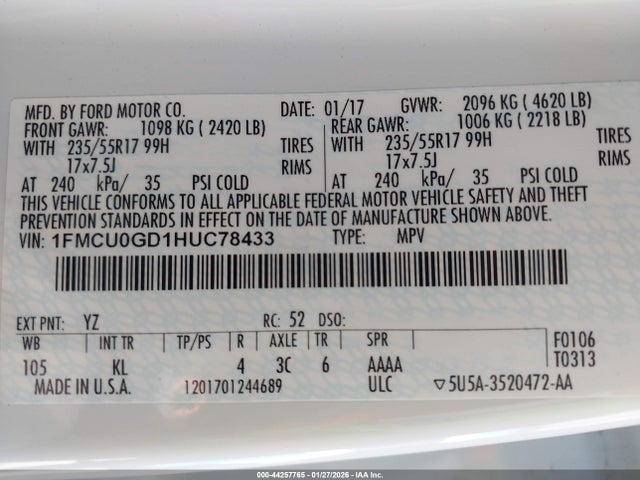 MFD. BY FORD MOTOR CO. DATE: 01/17 GVWR: 2096 KG ( 4620 LB)
FRONT GAWR: 1098 KG ( 2420 LB) REAR GAWR: 1006 KG ( 2218 LB)
WITH 235/55R17 99H TIRES WITH 235/55R17 99H TIRES
17x7.5J RIMS 17x7.5J RIMS
AT 240 kPa/ 35 PSI COLD AT 240 kPa/ 35 PSI COLD
THIS VEHICLE CONFORMS TO ALL APPLICABLE FEDERAL MOTOR VEHICLE SAFETY AND THEFT
PREVENTION STANDARDS IN EFFECT ON THE DATE OF MANUFACTURE SHOWN ABOVE.
VIN: 1FMCU0GD1HUC78433 TYPE: MPV
EXT PNT: YZ RC: 52 DSO:
WB INT TR TP/PS R AXLE TR SPR F0106
105 KL 4 3C 6 AAAA T0313
MADE IN U.S.A. 1201701244689 ULC ▽5U5A-3520472-AA
000-44257765 - 01/27/2026 - IAA Inc.